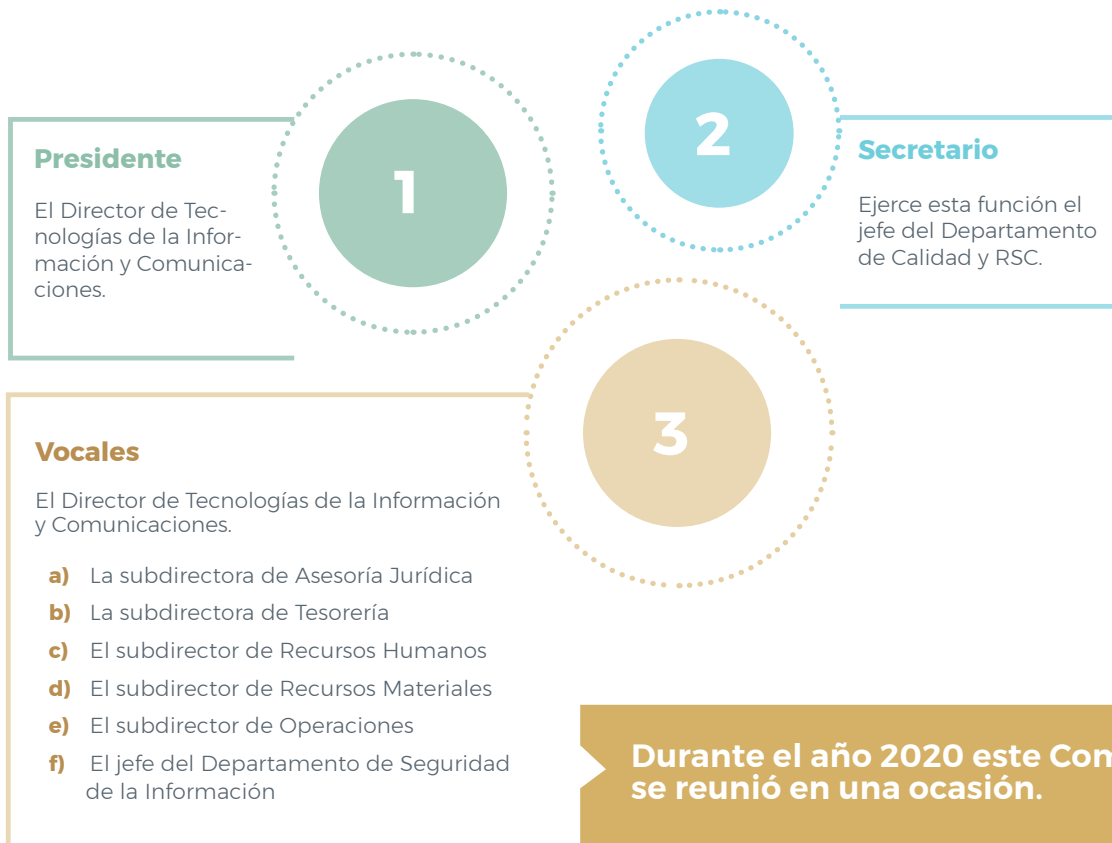 1
Presidente
El Director de Tec-
nologías de la Infor-
mación y Comunica-
ciones.
2
Secretario
Ejerce esta función el
jefe del Departamento
de Calidad y RSC.
3
Vocales
El Director de Tecnologías de la Información
y Comunicaciones.
a) La subdirectora de Asesoría Jurídica
b) La subdirectora de Tesorería
c) El subdirector de Recursos Humanos
d) El subdirector de Recursos Materiales
e) El subdirector de Operaciones
f) El jefe del Departamento de Seguridad
de la Información
Durante el año 2020 este
se reunió en una ocasión.